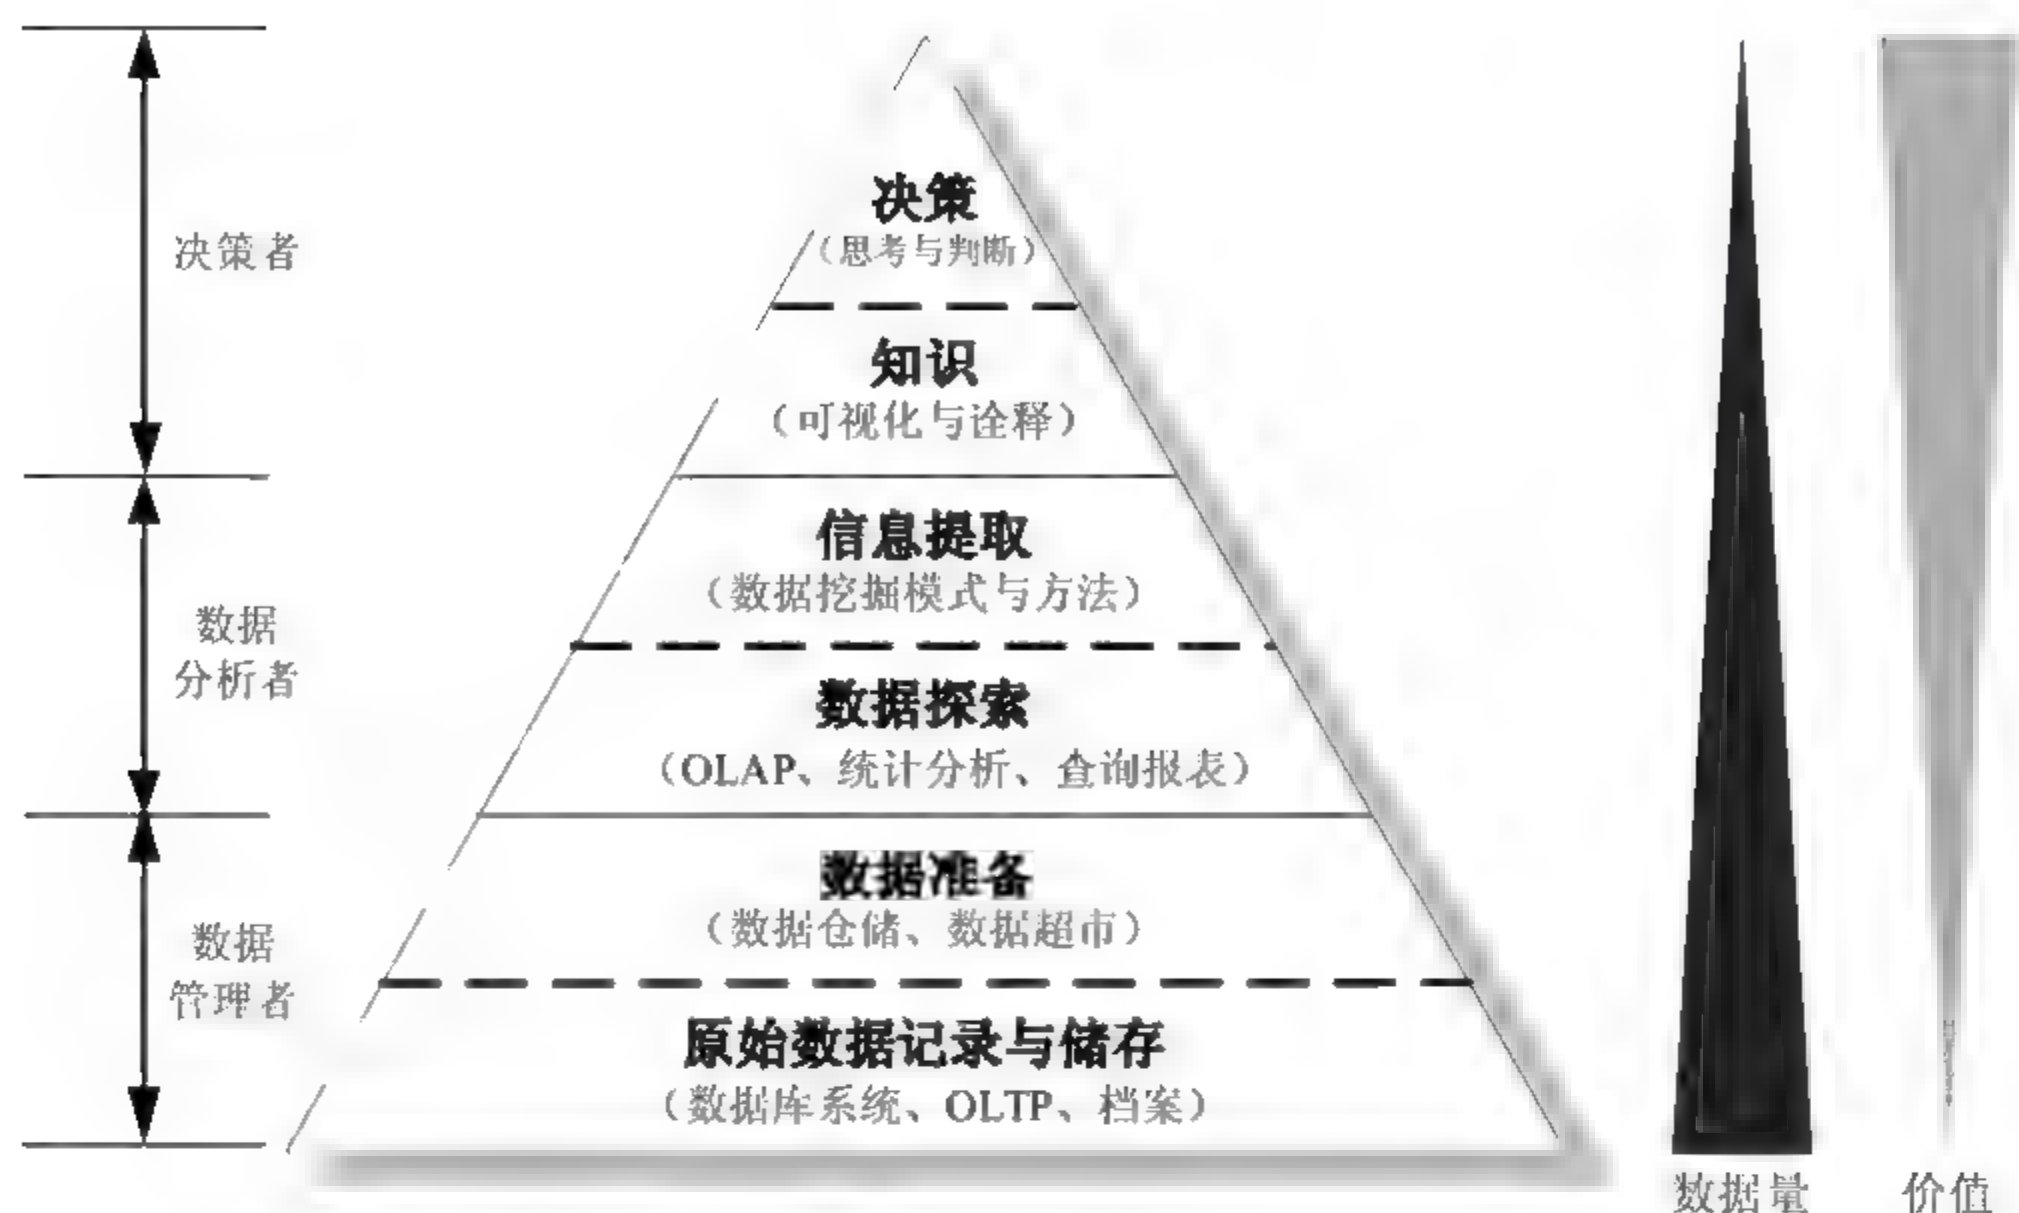 决策
(思考与判断)
决策者
知识
(可视化与诠释)
信息提取
(数据挖掘模式与方法)
数据
分析者
数据探索
(OLAP、统计分析、查询报表)
数据准备
(数据仓储、数据超市)
数据
管理者
原始数据记录与储存
(数据库系统、OLTP、档案)
数据量
价值